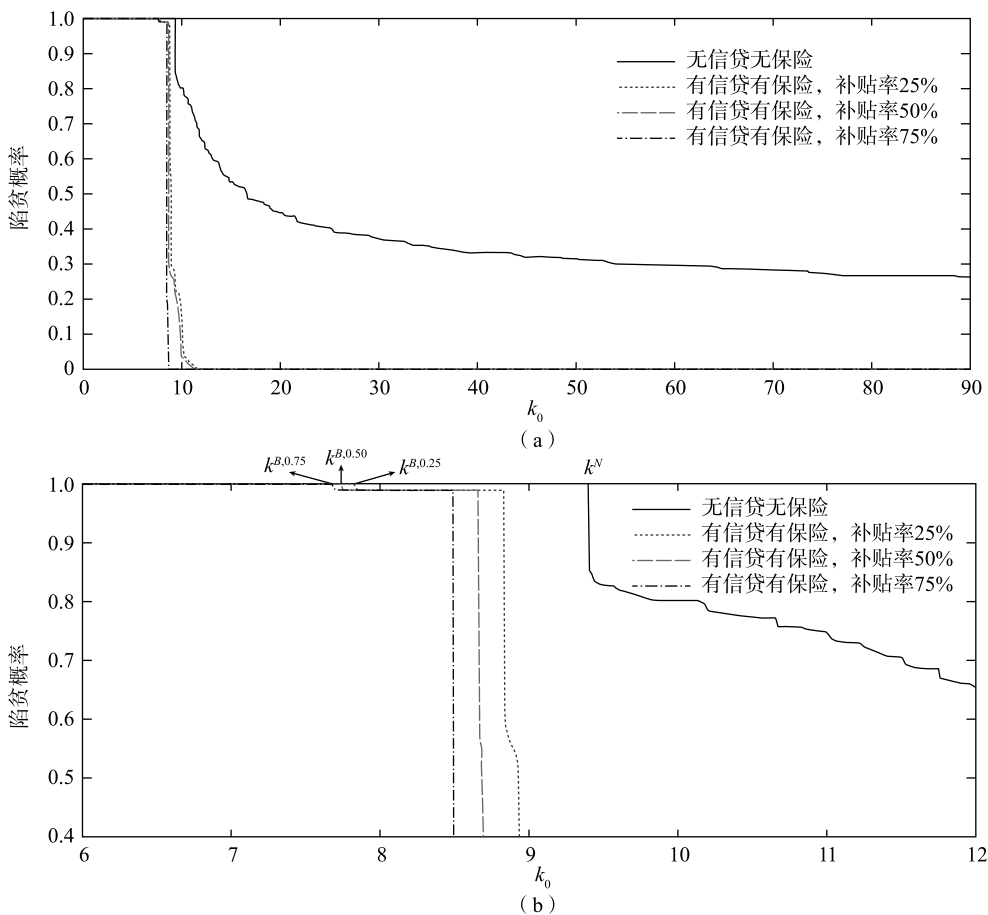 1.0
0.9
0.8
0.7
0.6
0.5
0.4
0.3
0.2
0.1
0
陷贫概率
无信贷无保险
有信贷有保险，补贴率25%
有信贷有保险，补贴率50%
有信贷有保险，补贴率75%
0 10 20 30 40 50 60 70 80 90
k₀
（a）
k^{B,0.75} k^{B,0.50} k^{B,0.25} k^N
1.0
0.9
0.8
0.7
0.6
0.5
0.4
陷贫概率
无信贷无保险
有信贷有保险，补贴率25%
有信贷有保险，补贴率50%
有信贷有保险，补贴率75%
6 7 8 9 10 11 12
k₀
（b）